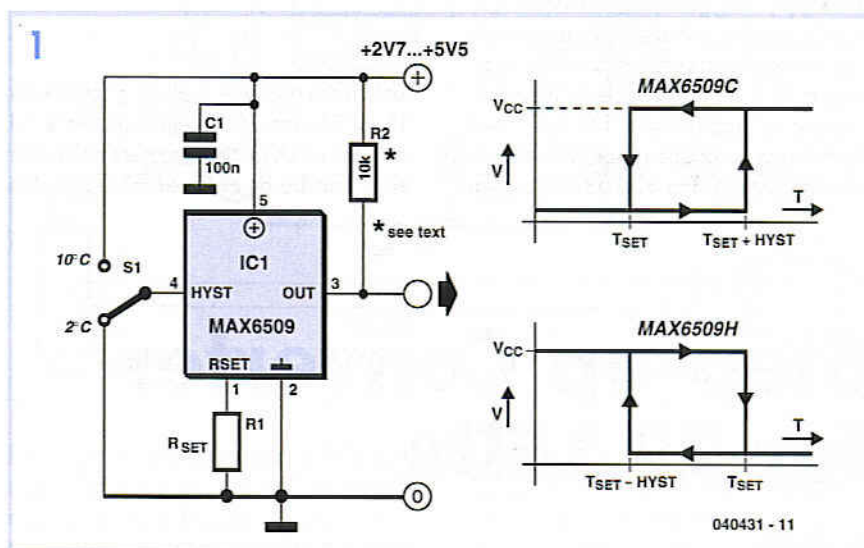 1
+2V7...+5V5
C1
100n
R2
10k
*
* see text
5
10°C
S1
2°C
4
HYST
IC1
OUT
3
MAX6509
RSET
1
2
R SET
R1
0
MAX6509C
VCC
V
T
TSET
TSET + HYST
MAX6509H
VCC
V
T
TSET – HYST
TSET
040431 - 11